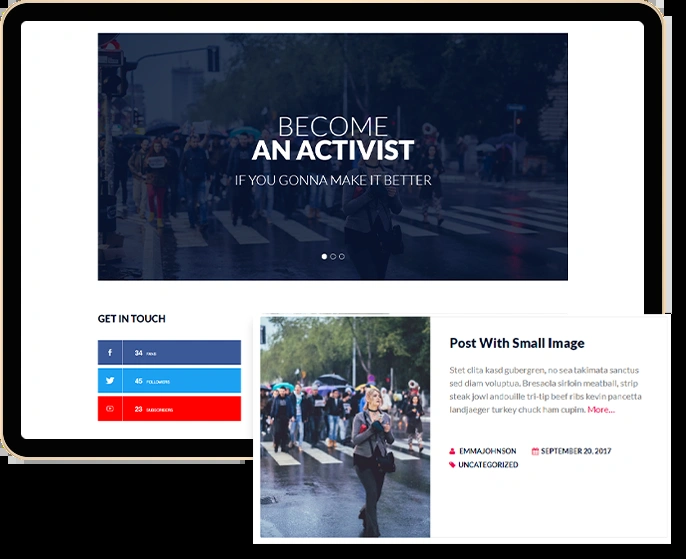 BECOME
AN ACTIVIST
IF YOU GONNA MAKE IT BETTER
GET IN TOUCH
34 FANS
45 FOLLOWERS
23 SUBSCRIBERS
Post With Small Image
Stet clita kasd gubergren, no sea takimata sanctus
sed diam voluptua. Bresaola sirloin meatball, strip
steak jowl andouille tri-tip beef ribs kevin pancetta
landjaeger turkey chuck ham cupim. More...
EMMAJOHNSON SEPTEMBER 20, 2017
UNCATEGORIZED